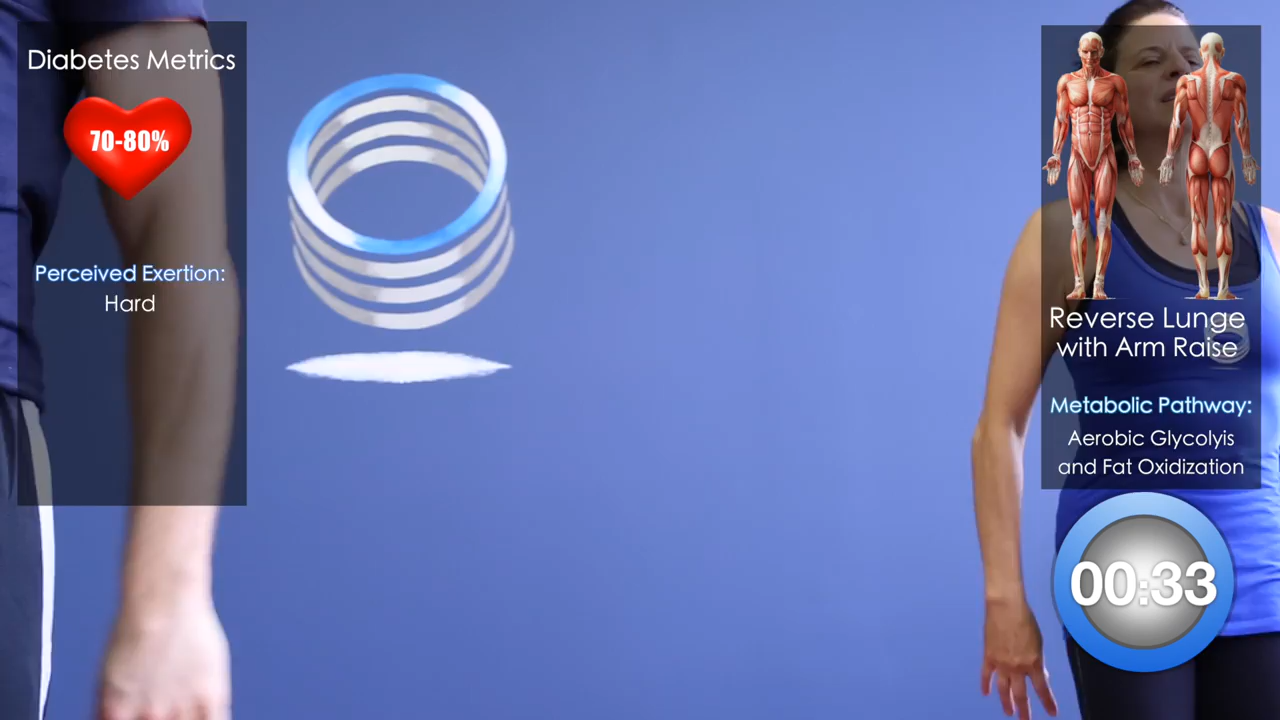 Diabetes Metrics
70-80%
Perceived Exertion:
Hard
Reverse Lunge
with Arm Raise
Metabolic Pathway:
Aerobic Glycolyis
and Fat Oxidization
00:33